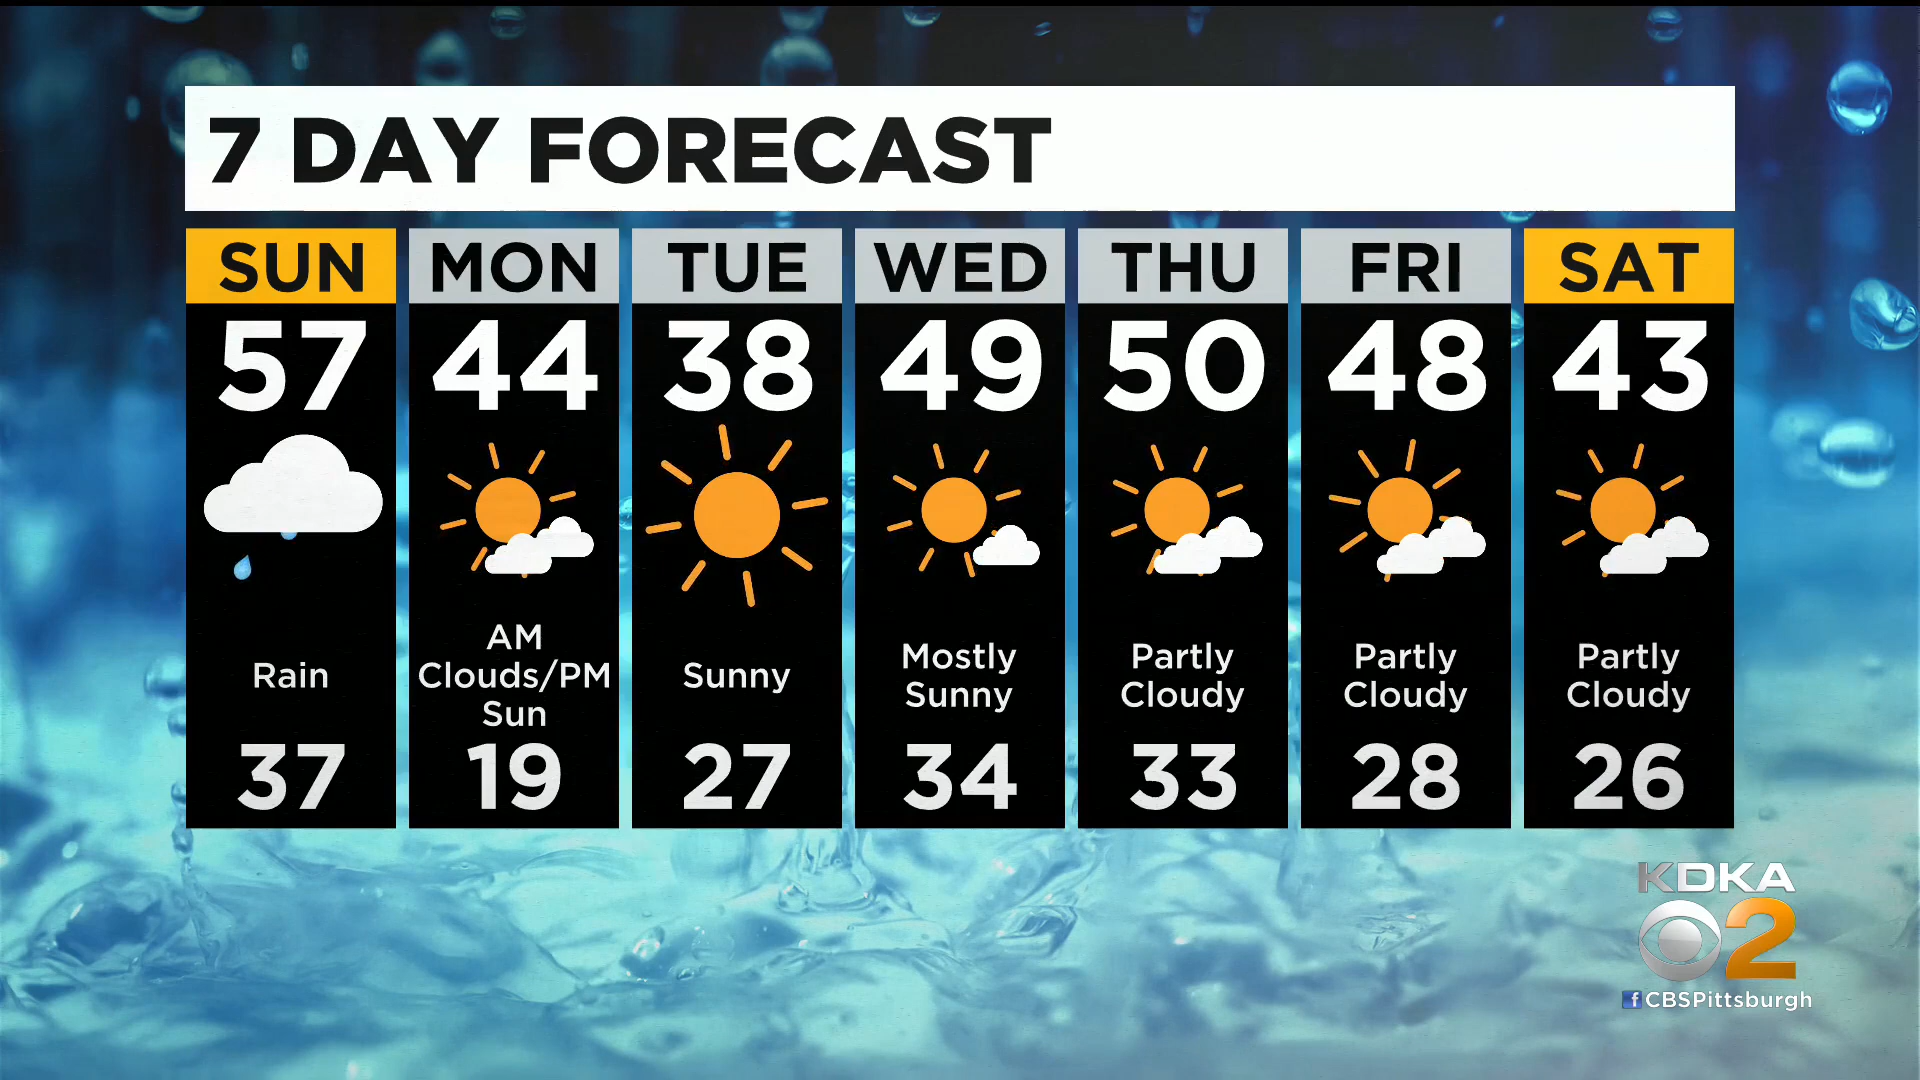 7 DAY FORECAST
SUN MON TUE WED THU FRI SAT
57 44 38 49 50 48 43
Rain
AM
Clouds/PM
Sun
Sunny
Mostly
Sunny
Partly
Cloudy
Partly
Cloudy
Partly
Cloudy
37 19 27 34 33 28 26
KDKA
2
f CBSPittsburgh